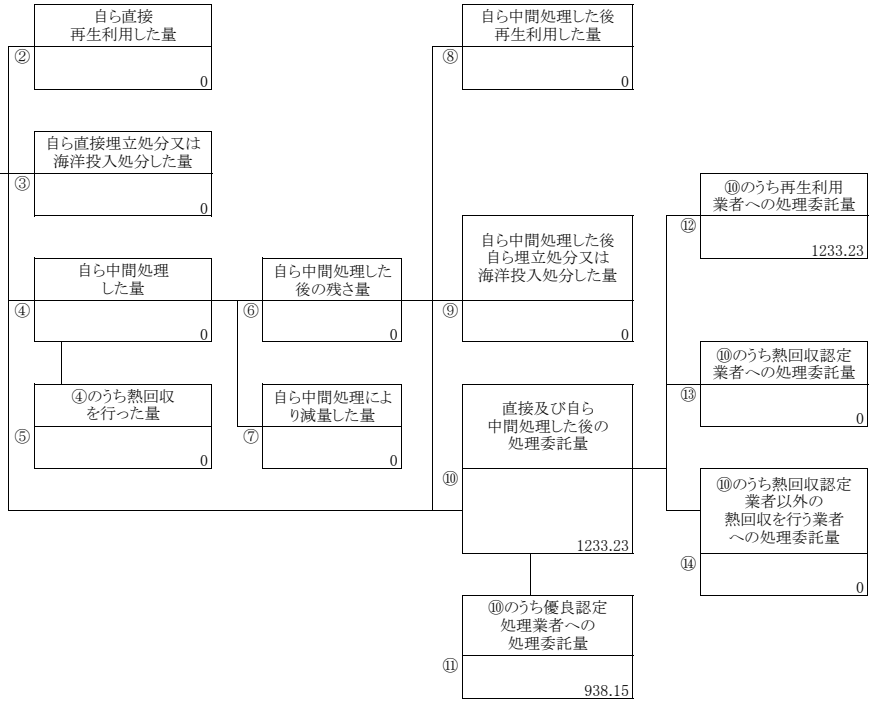 自ら直接
再生利用した量
②
0
自ら直接埋立処分又は
海洋投入処分した量
③
0
自ら中間処理
した量
④
0
④のうち熱回収
を行った量
⑤
0
自ら中間処理した
後の残さ量
⑥
0
自ら中間処理によ
り減量した量
⑦
0
自ら中間処理した後
再生利用した量
⑧
0
自ら中間処理した後
自ら埋立処分又は
海洋投入処分した量
⑨
0
直接及び自ら
中間処理した後の
処理委託量
⑩
1233.23
⑩のうち優良認定
処理業者への
処理委託量
⑪
938.15
⑩のうち再生利用
業者への処理委託量
⑫
1233.23
⑩のうち熱回収認定
業者への処理委託量
⑬
0
⑩のうち熱回収認定
業者以外の
熱回収を行う業者
への処理委託量
⑭
0